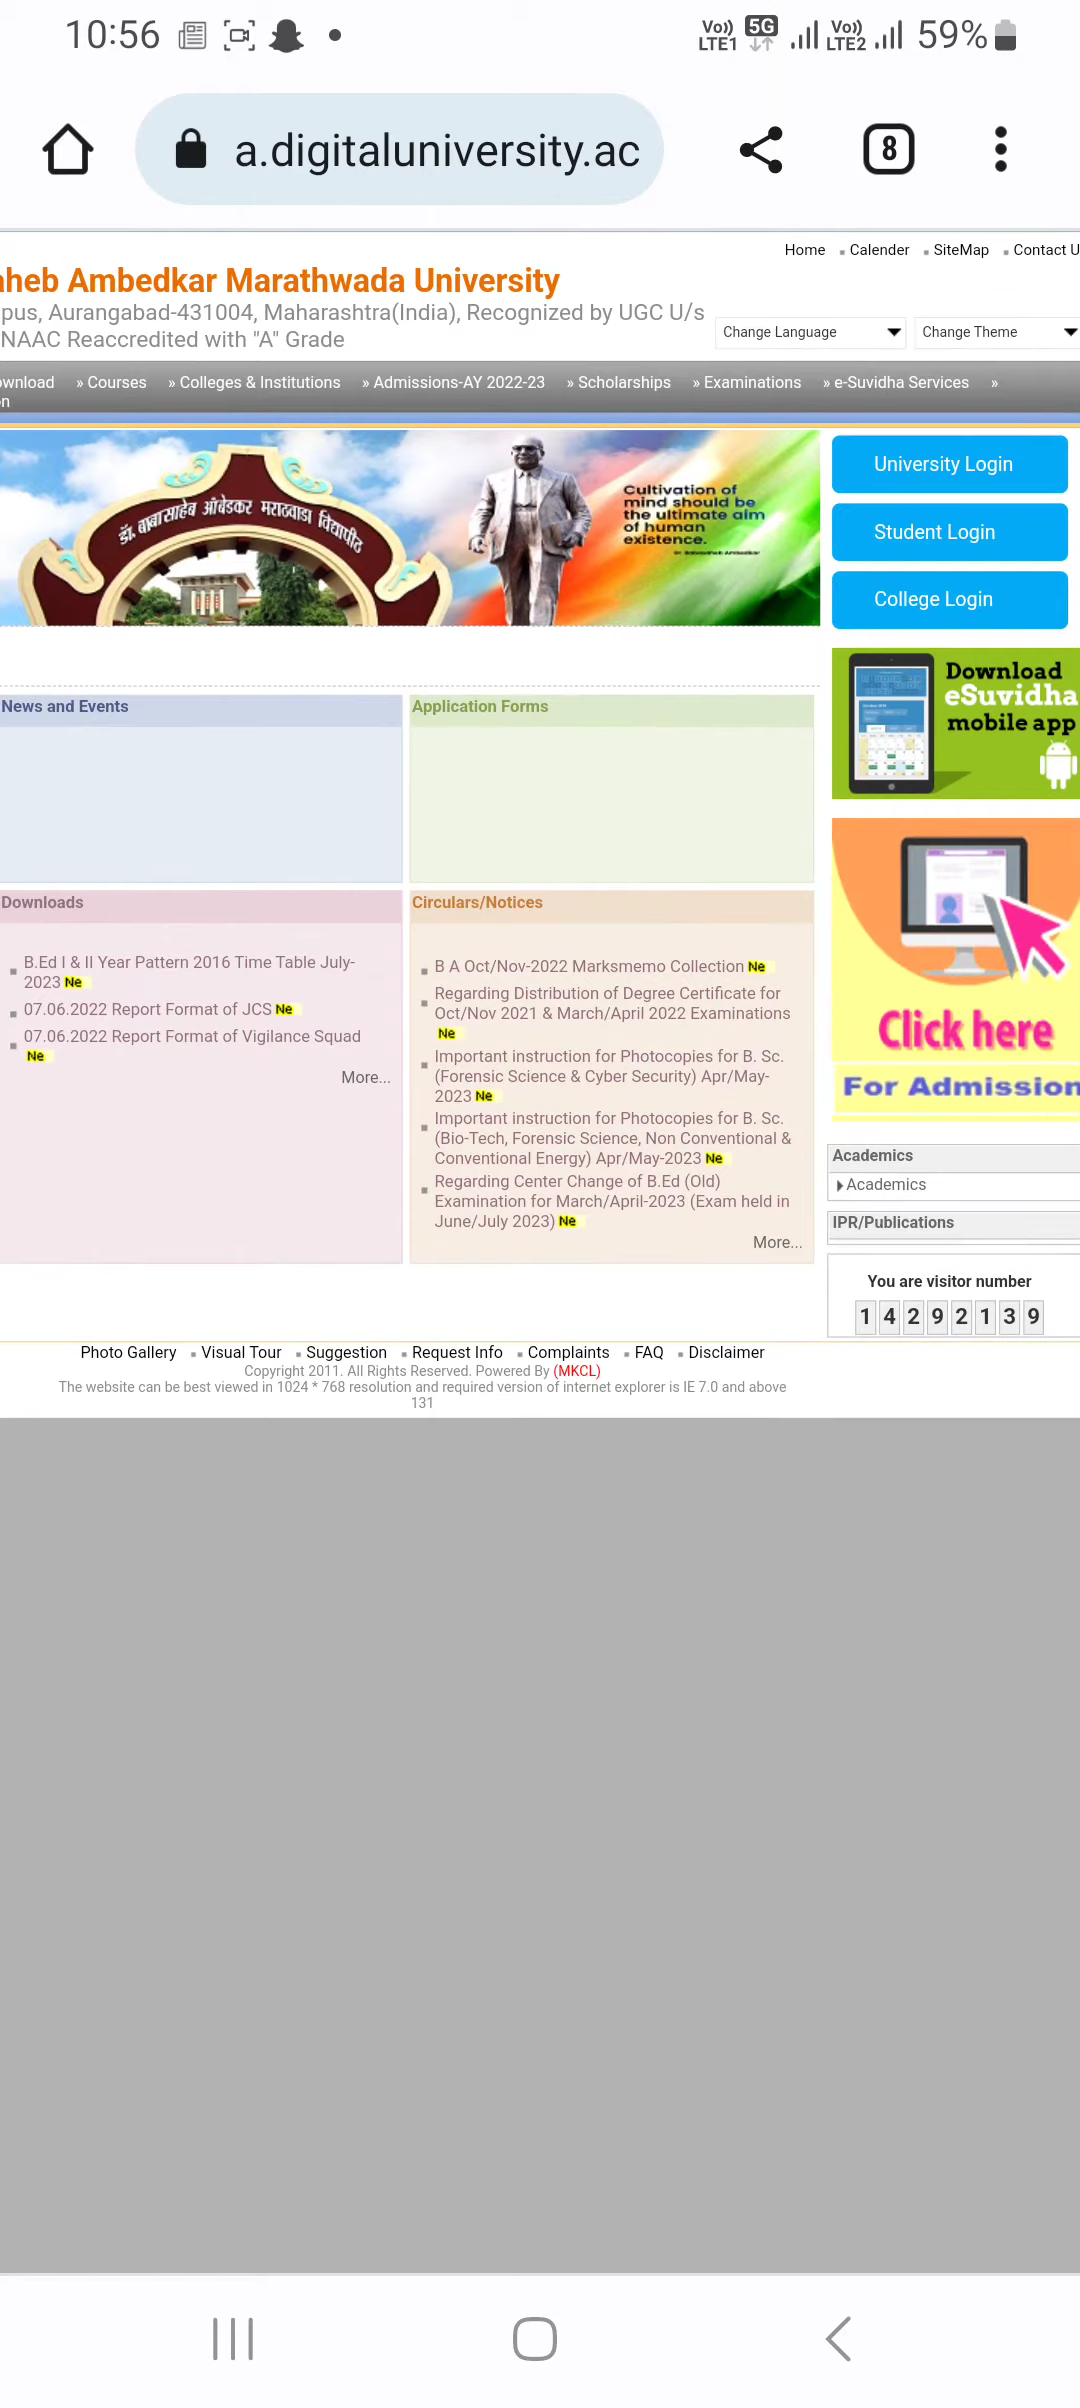 10:56
Vo)) LTE1 5G Vo)) LTE2 59%
a.digitaluniversity.ac
8
Home Calender SiteMap Contact U
aheb Ambedkar Marathwada University
pus, Aurangabad-431004, Maharashtra(India), Recognized by UGC U/s
NAAC Reaccredited with "A" Grade
Change Language Change Theme
ownload » Courses » Colleges & Institutions » Admissions-AY 2022-23 » Scholarships » Examinations » e-Suvidha Services »
on
डॉ. बाबासाहेब आंबेडकर मराठवाडा विद्यापीठ
Cultivation of
mind should be
the ultimate aim
of human
existence.
Dr. Babasaheb Ambedkar
University Login
Student Login
College Login
Download
eSuvidha
mobile app
News and Events
Application Forms
Downloads
B.Ed I & II Year Pattern 2016 Time Table July-
2023 Ne
07.06.2022 Report Format of JCS Ne
07.06.2022 Report Format of Vigilance Squad
Ne
More...
Circulars/Notices
B A Oct/Nov-2022 Marksmemo Collection Ne
Regarding Distribution of Degree Certificate for
Oct/Nov 2021 & March/April 2022 Examinations
Ne
Important instruction for Photocopies for B. Sc.
(Forensic Science & Cyber Security) Apr/May-
2023 Ne
Important instruction for Photocopies for B. Sc.
(Bio-Tech, Forensic Science, Non Conventional &
Conventional Energy) Apr/May-2023 Ne
Regarding Center Change of B.Ed (Old)
Examination for March/April-2023 (Exam held in
June/July 2023) Ne
More...
Click here
For Admission
Academics
Academics
IPR/Publications
You are visitor number
1 4 2 9 2 1 3 9
Photo Gallery Visual Tour Suggestion Request Info Complaints FAQ Disclaimer
Copyright 2011. All Rights Reserved. Powered By (MKCL)
The website can be best viewed in 1024 * 768 resolution and required version of internet explorer is IE 7.0 and above
131